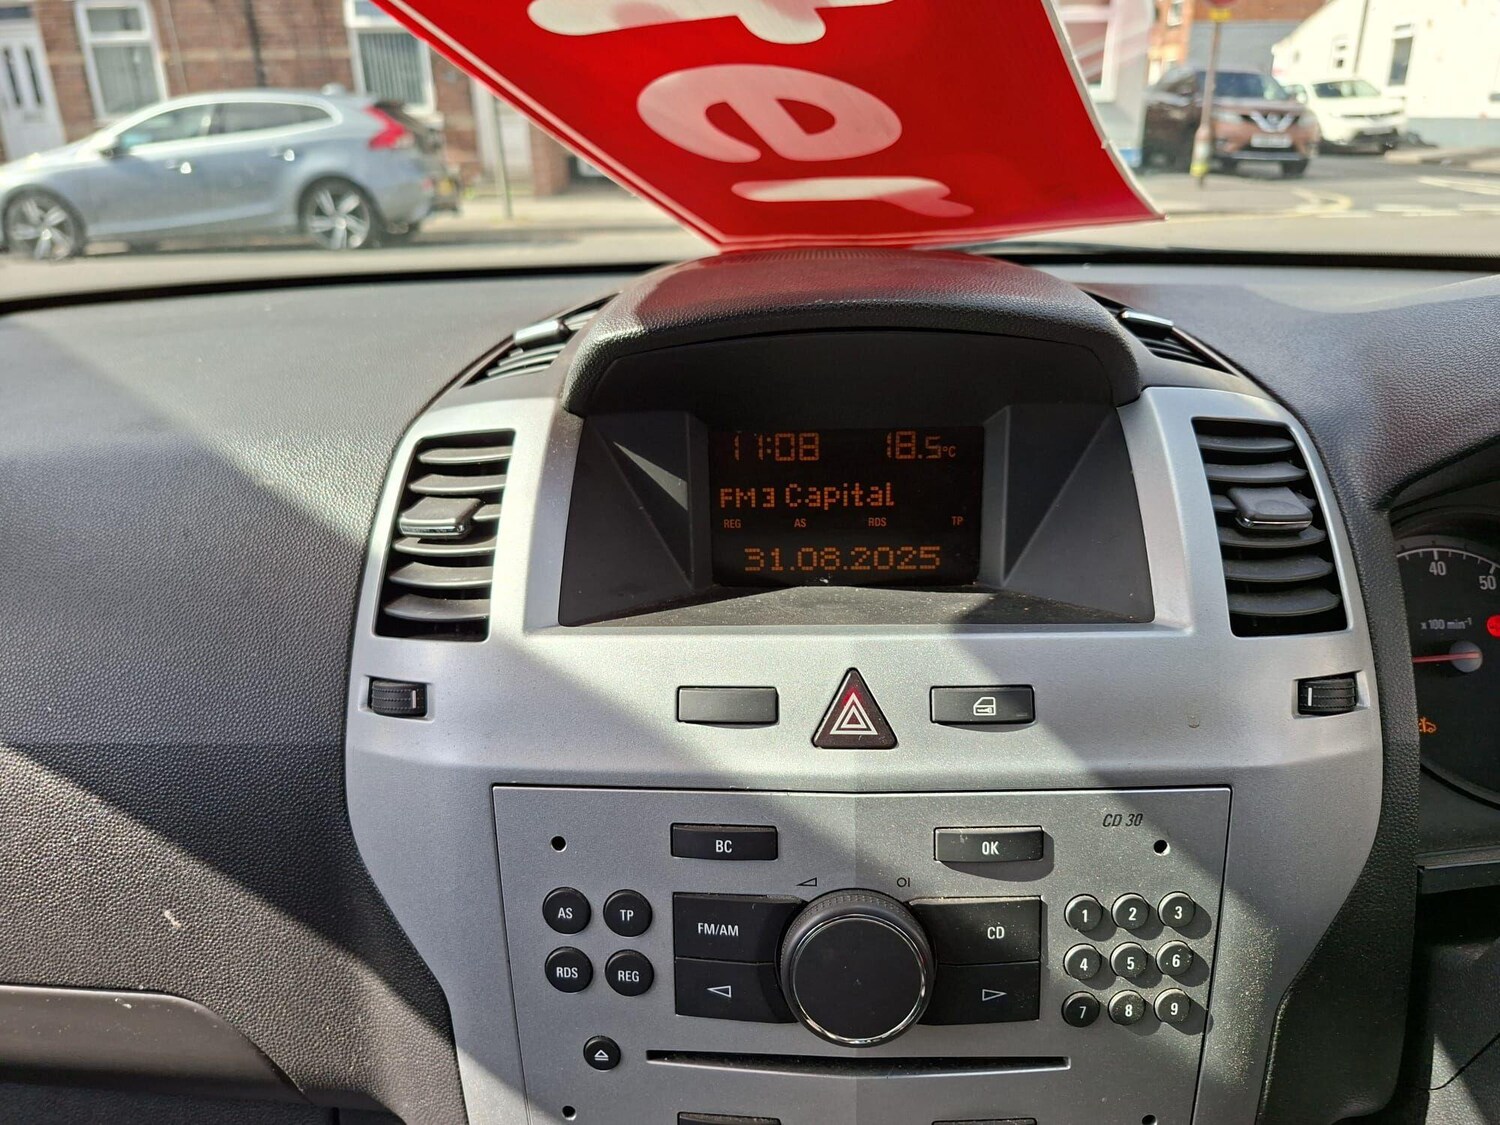 er
11:08 18.5°C
FM3 Capital
REG AS RDS TP
31.08.2025
40
50
x 100 min⁻¹
CD 30
BC OK
AS TP FM/AM CD 1 2 3
RDS REG 4 5 6
7 8 9